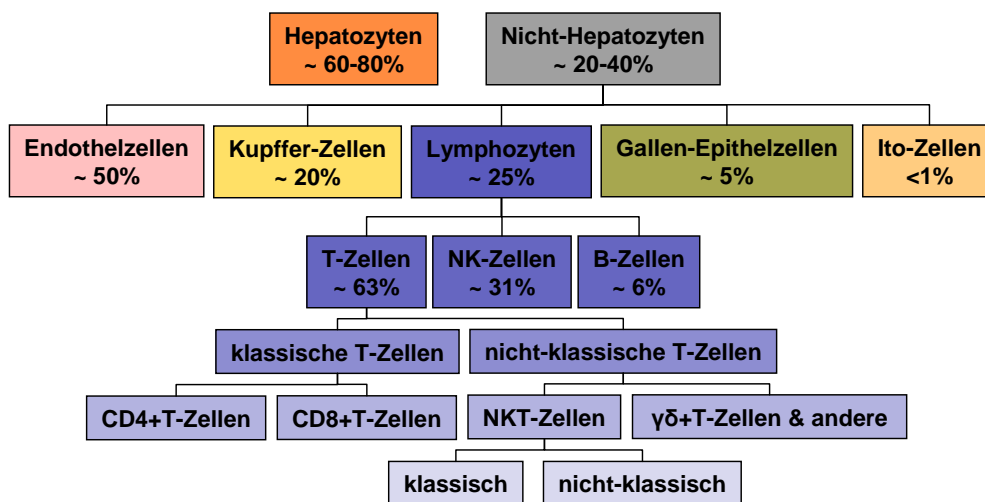 Hepatozyten
~ 60-80%
Nicht-Hepatozyten
~ 20-40%
Endothelzellen
~ 50%
Kupffer-Zellen
~ 20%
Lymphozyten
~ 25%
Gallen-Epithelzellen
~ 5%
Ito-Zellen
<1%
T-Zellen
~ 63%
NK-Zellen
~ 31%
B-Zellen
~ 6%
klassische T-Zellen
nicht-klassische T-Zellen
CD4+T-Zellen
CD8+T-Zellen
NKT-Zellen
γδ+T-Zellen & andere
klassisch
nicht-klassisch